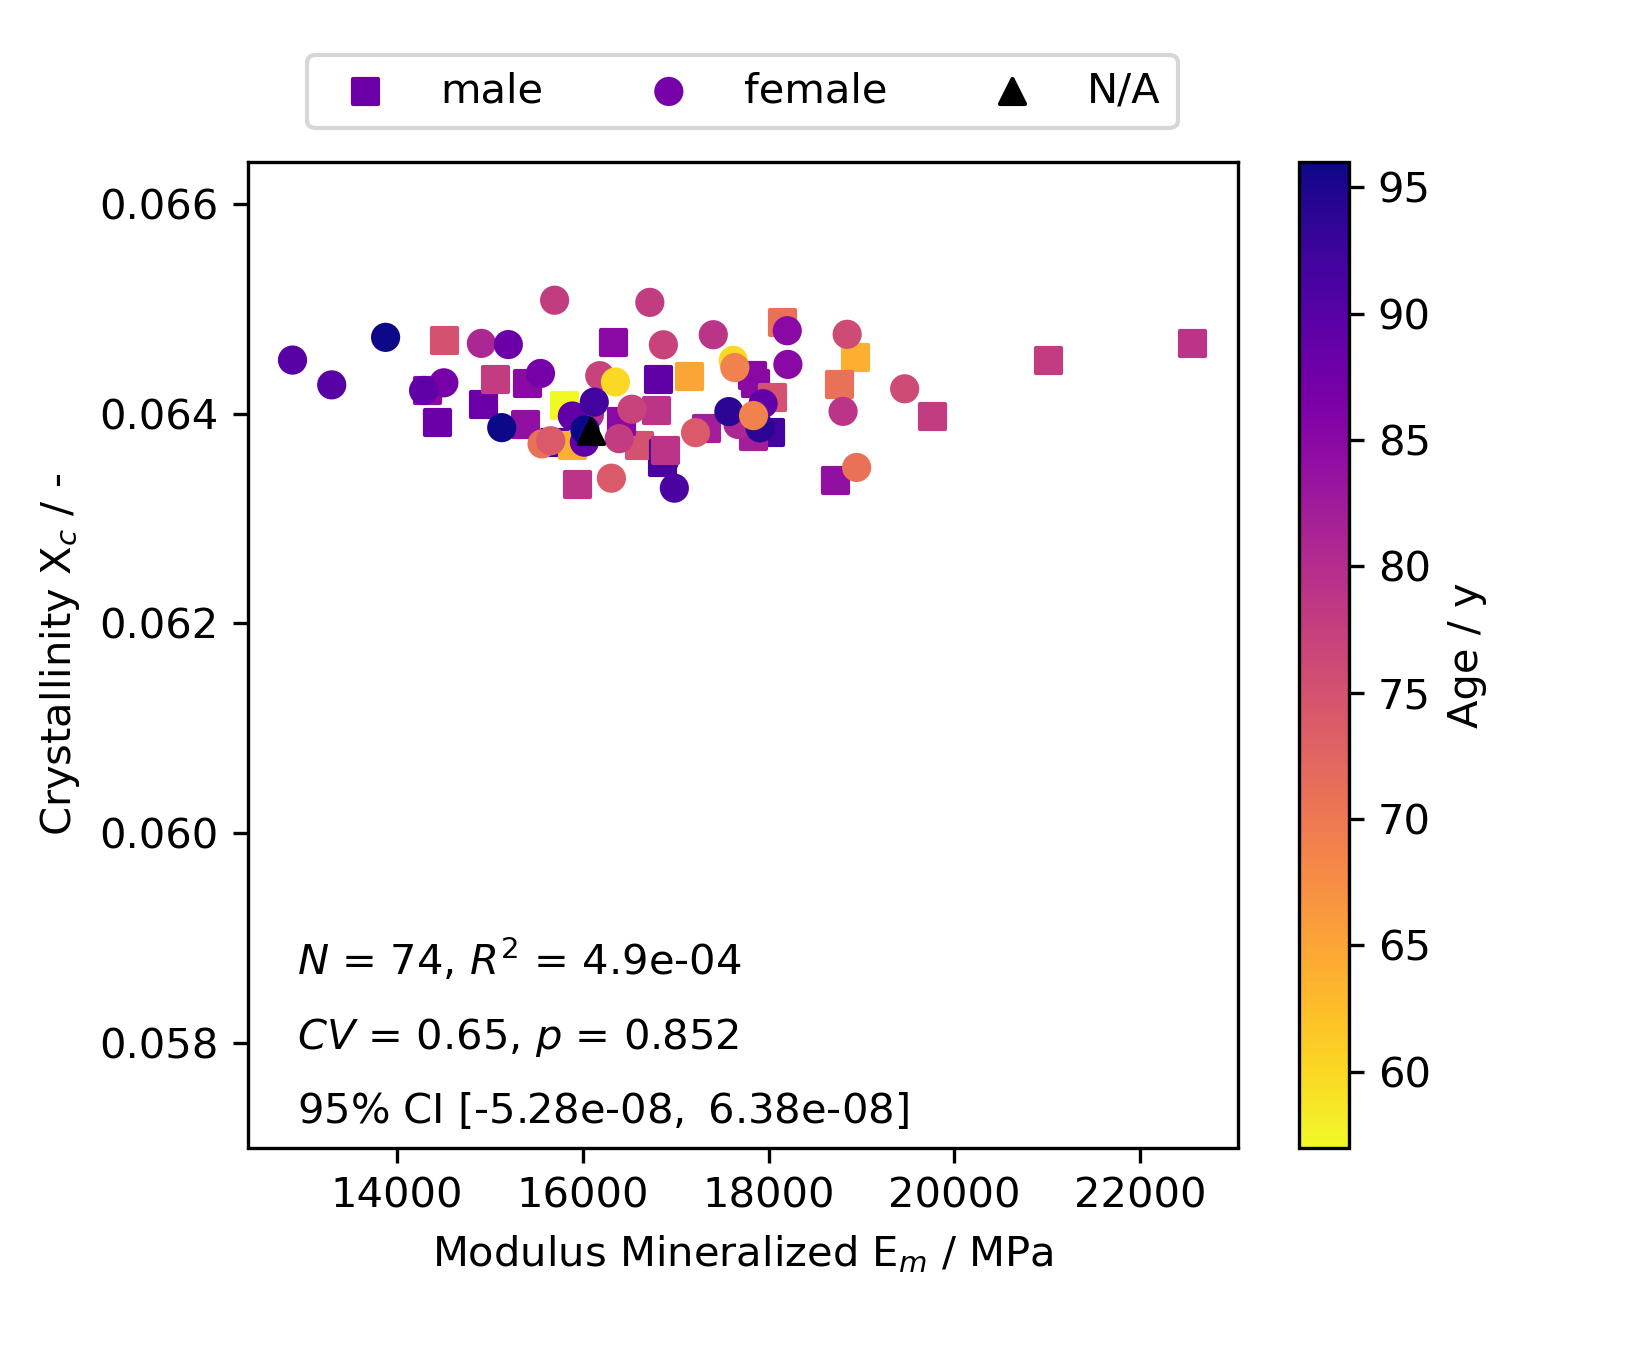 male female N/A
0.066
0.064
0.062
0.060
0.058
Crystallinity X_c / -
N = 74, R² = 4.9e-04
CV = 0.65, p = 0.852
95% CI [-5.28e-08, 6.38e-08]
14000 16000 18000 20000 22000
Modulus Mineralized E_m / MPa
95
90
85
80
75
70
65
60
Age / y